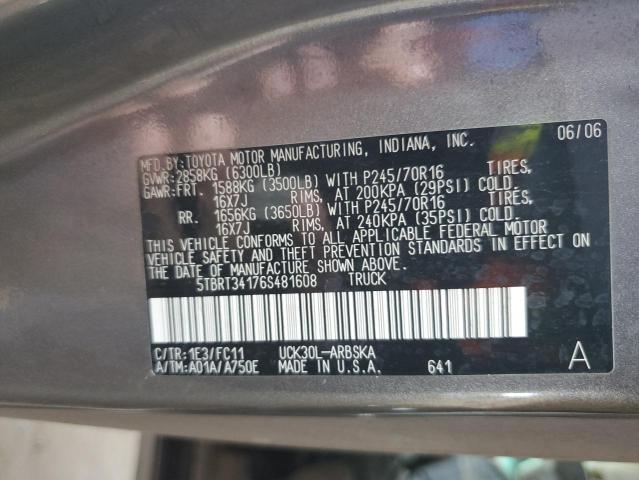 MFD. BY: TOYOTA MOTOR MANUFACTURING, INDIANA, INC. 06/06
GVWR: 2858KG (6300LB)
GAWR: FRT. 1588KG (3500LB) WITH P245/70R16 TIRES,
16X7J RIMS, AT 200KPA (29PSI) COLD.
RR. 1656KG (3650LB) WITH P245/70R16 TIRES,
16X7J RIMS, AT 240KPA (35PSI) COLD.
THIS VEHICLE CONFORMS TO ALL APPLICABLE FEDERAL MOTOR
VEHICLE SAFETY AND THEFT PREVENTION STANDARDS IN EFFECT ON
THE DATE OF MANUFACTURE SHOWN ABOVE.
5TBRT34176S481608 TRUCK
C/TR: 1E3/FC11 UCK30L-ARBSKA A
A/TM: A01A/A750E MADE IN U.S.A. 641